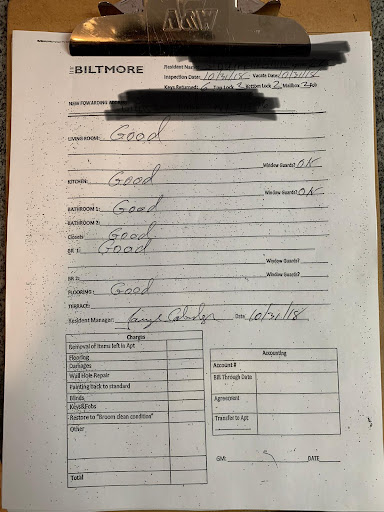 A&W
THE BILTMORE
Resident Name
Inspection Date: 10/31/18 Vacate Date: 10/31/18
Keys Returned: 6 Top Lock 2 Bottom Lock 2 Mailbox 2
New FOWARDING ADDRESS
LIVING ROOM: Good
Window Guards? OK
KITCHEN: Good
Window Guards? OK
BATHROOM 1: Good
BATHROOM 2:
Closets Good
BR 1: Good
Window Guards?
BR 2:
Window Guards?
FLOORING: Good
TERRACE:
Resident Manager: Date 10/31/18
Charges
Removal of items left in Apt
Flooring
Damages
Wall Hole Repair
Painting back to standard
Blinds
Keys&Fobs
Restore to "Broom clean condition"
Other
Total
Accounting
Account #
Bill Through Date
Agreement
Transfer to Apt
GM: DATE